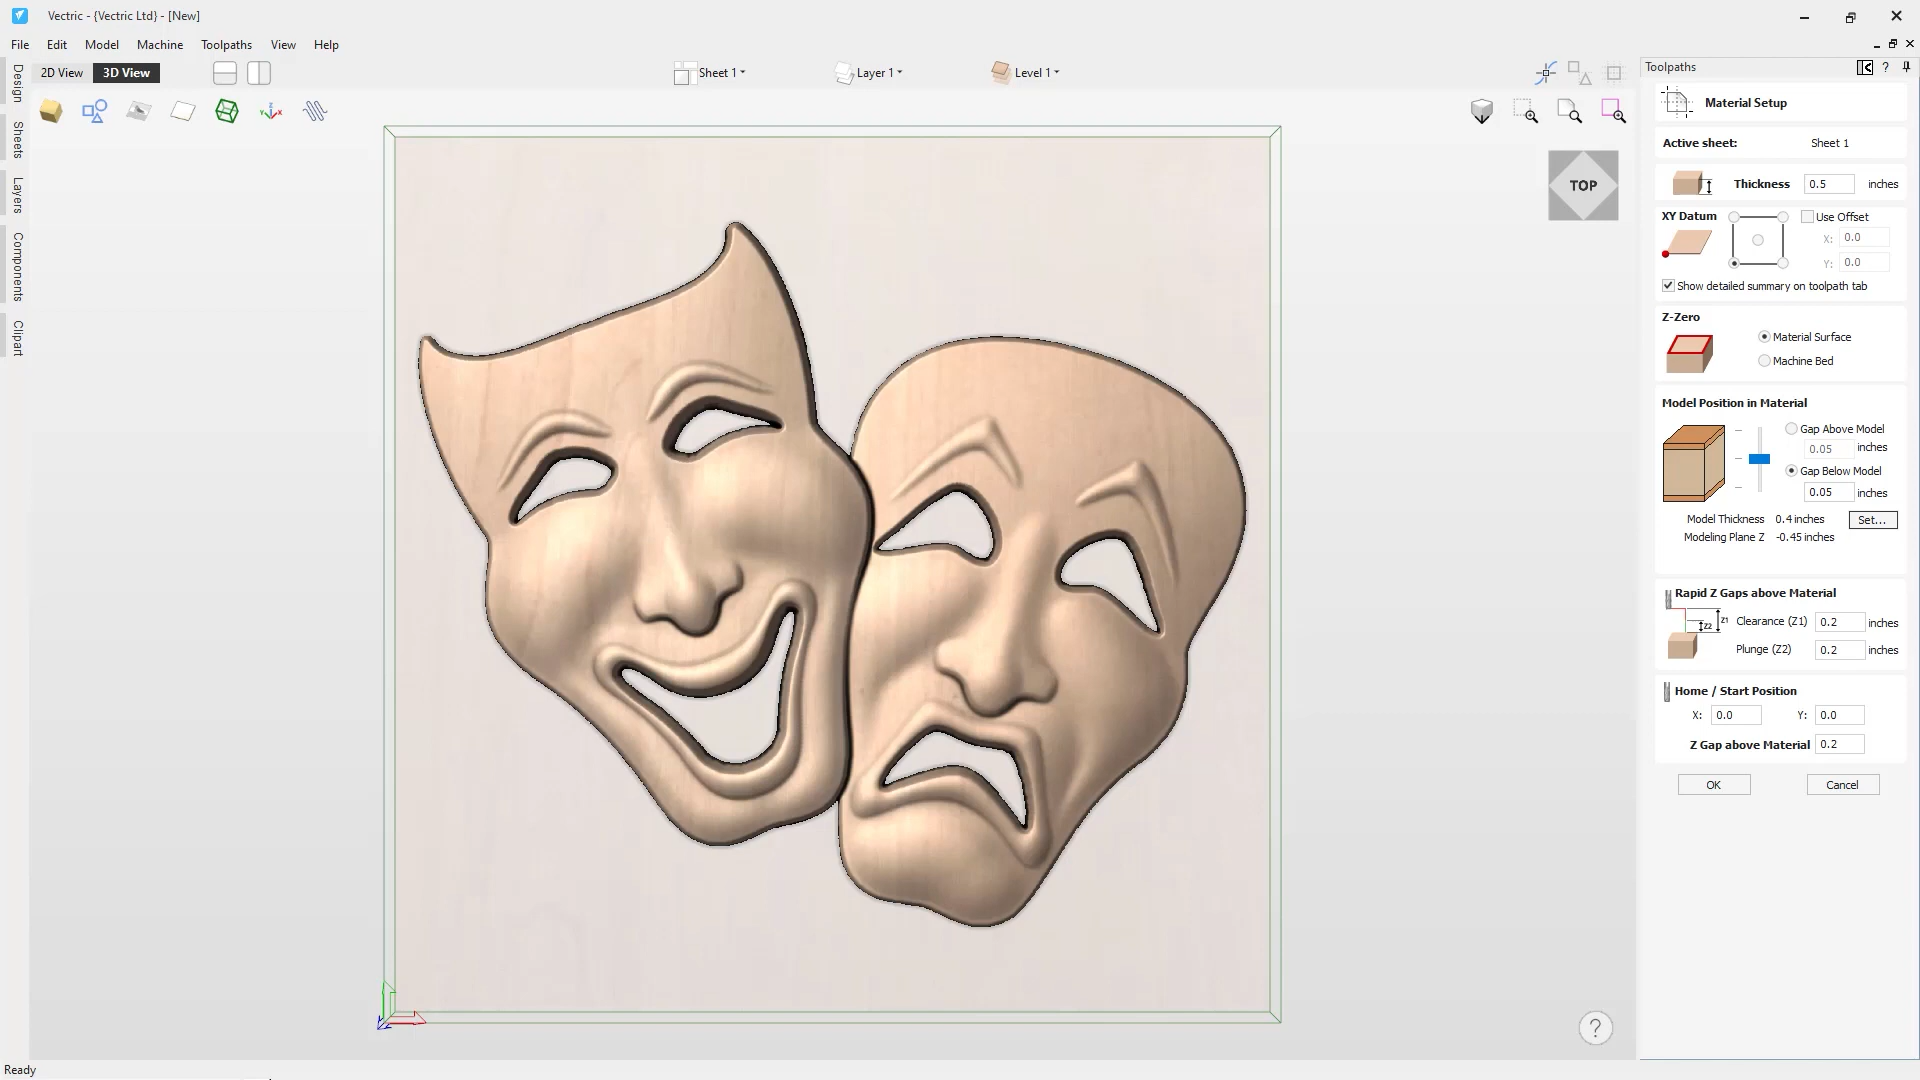 Vectric - {Vectric Ltd} - [New]
File Edit Model Machine Toolpaths View Help
2D View 3D View
Sheet 1
Layer 1
Level 1
Design
Sheets
Layers
Components
Clipart
TOP
Toolpaths
?
Material Setup
Active sheet: Sheet 1
Thickness 0.5 inches
XY Datum
Use Offset
X: 0.0
Y: 0.0
Show detailed summary on toolpath tab
Z-Zero
Material Surface
Machine Bed
Model Position in Material
Gap Above Model
0.05 inches
Gap Below Model
0.05 inches
Model Thickness 0.4 inches
Set...
Modeling Plane Z -0.45 inches
Rapid Z Gaps above Material
Z1
Z2
Clearance (Z1) 0.2 inches
Plunge (Z2) 0.2 inches
Home / Start Position
X: 0.0 Y: 0.0
Z Gap above Material 0.2
OK Cancel
?
Ready